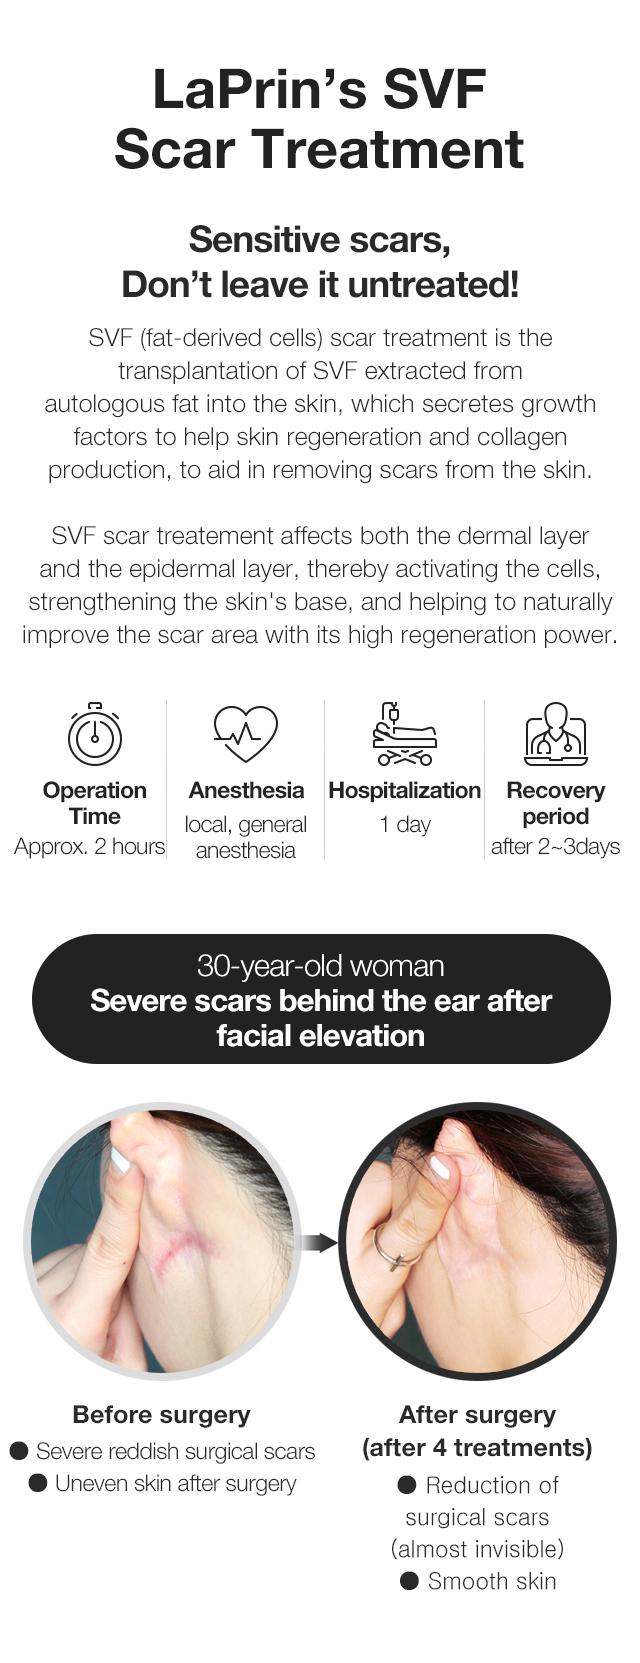 LaPrin’s SVF
Scar Treatment
Sensitive scars,
Don’t leave it untreated!
SVF (fat-derived cells) scar treatment is the
transplantation of SVF extracted from
autologous fat into the skin, which secretes growth
factors to help skin regeneration and collagen
production, to aid in removing scars from the skin.
SVF scar treatement affects both the dermal layer
and the epidermal layer, thereby activating the cells,
strengthening the skin's base, and helping to naturally
improve the scar area with its high regeneration power.
Operation
Time
Approx. 2 hours
Anesthesia
local, general
anesthesia
Hospitalization
1 day
Recovery
period
after 2~3days
30-year-old woman
Severe scars behind the ear after
facial elevation
Before surgery
● Severe reddish surgical scars
● Uneven skin after surgery
After surgery
(after 4 treatments)
● Reduction of
surgical scars
(almost invisible)
● Smooth skin